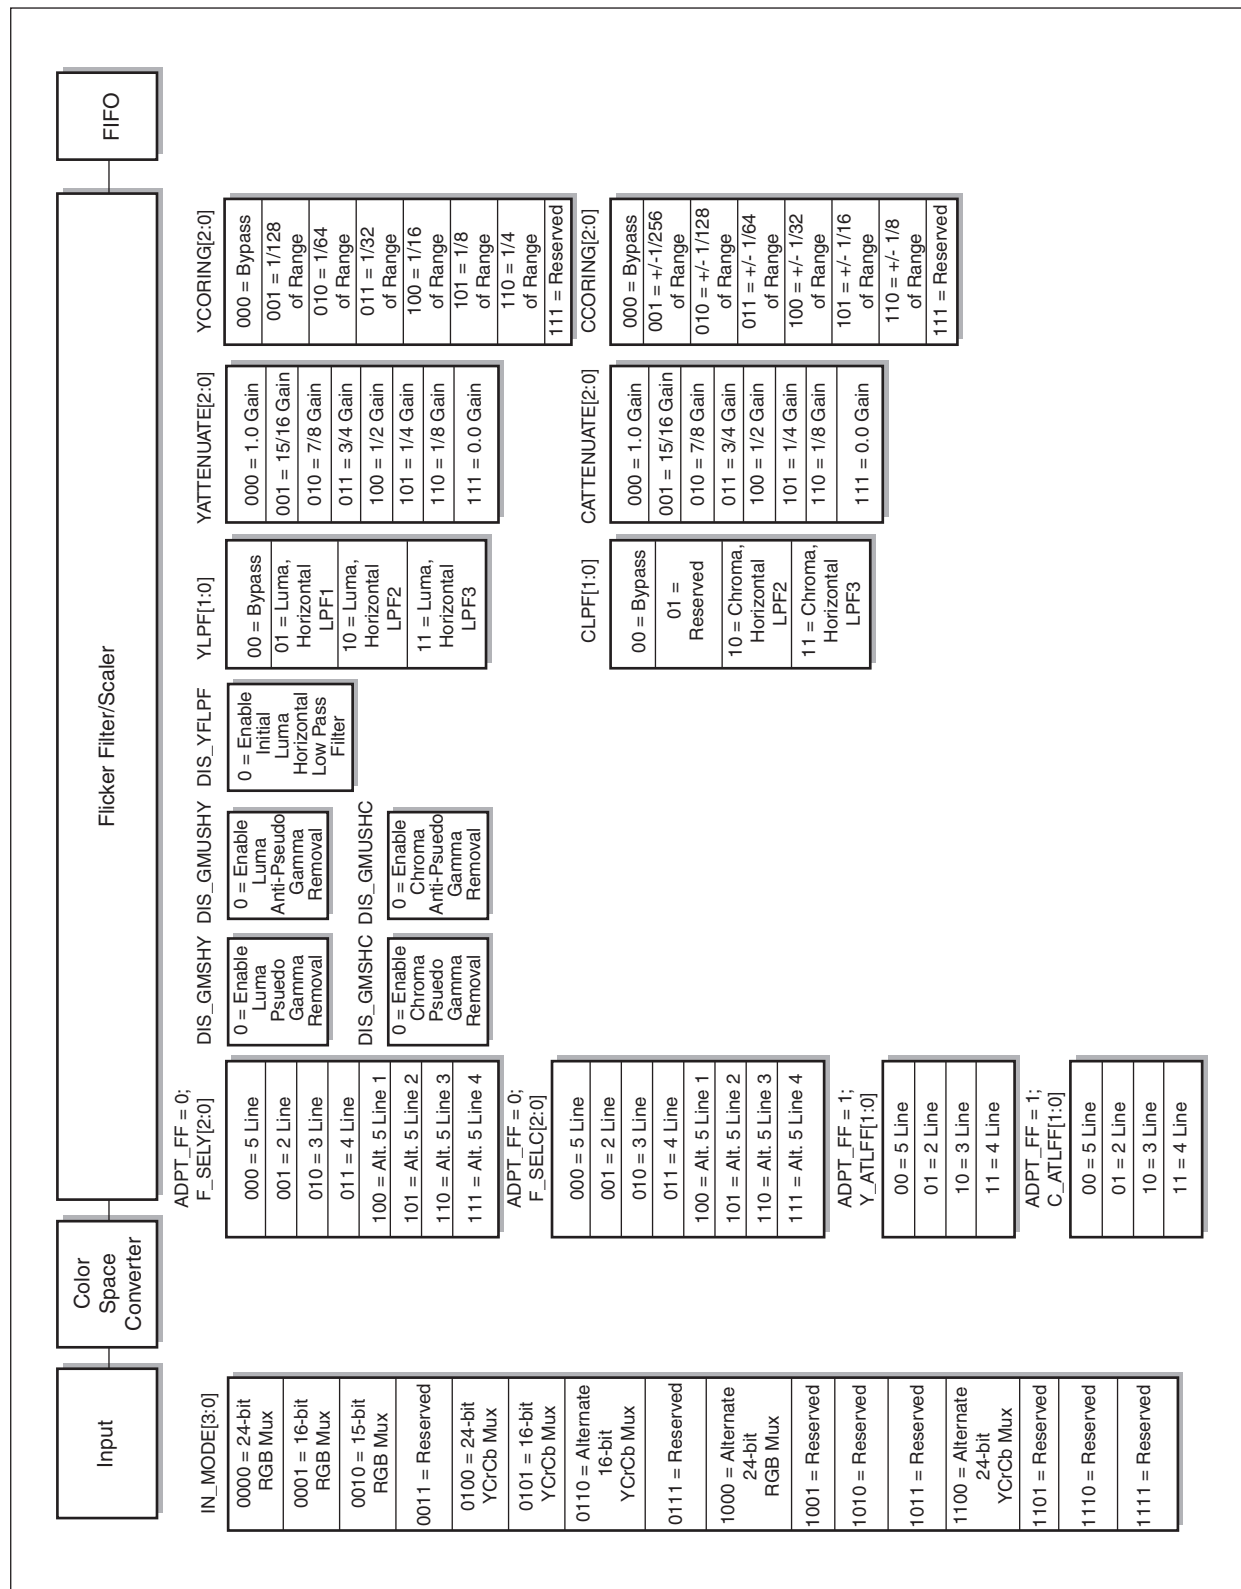 Input
Color
Space
Converter
Flicker Filter/Scaler
FIFO
IN_MODE[3:0]
0000 = 24-bit
RGB Mux
0001 = 16-bit
RGB Mux
0010 = 15-bit
RGB Mux
0011 = Reserved
0100 = 24-bit
YCrCb Mux
0101 = 16-bit
YCrCb Mux
0110 = Alternate
16-bit
YCrCb Mux
0111 = Reserved
1000 = Alternate
24-bit
RGB Mux
1001 = Reserved
1010 = Reserved
1011 = Reserved
1100 = Alternate
24-bit
YCrCb Mux
1101 = Reserved
1110 = Reserved
1111 = Reserved
ADPT_FF = 0;
F_SELY[2:0]
000 = 5 Line
001 = 2 Line
010 = 3 Line
011 = 4 Line
100 = Alt. 5 Line 1
101 = Alt. 5 Line 2
110 = Alt. 5 Line 3
111 = Alt. 5 Line 4
ADPT_FF = 0;
F_SELC[2:0]
000 = 5 Line
001 = 2 Line
010 = 3 Line
011 = 4 Line
100 = Alt. 5 Line 1
101 = Alt. 5 Line 2
110 = Alt. 5 Line 3
111 = Alt. 5 Line 4
ADPT_FF = 1;
Y_ATLFF[1:0]
00 = 5 Line
01 = 2 Line
10 = 3 Line
11 = 4 Line
ADPT_FF = 1;
C_ATLFF[1:0]
00 = 5 Line
01 = 2 Line
10 = 3 Line
11 = 4 Line
DIS_GMSHY
0 = Enable
Luma
Psuedo
Gamma
Removal
DIS_GMSHC
0 = Enable
Chroma
Psuedo
Gamma
Removal
DIS_GMUSHY
0 = Enable
Luma
Anti-Pseudo
Gamma
Removal
DIS_GMUSHC
0 = Enable
Chroma
Anti-Psuedo
Gamma
Removal
DIS_YFLPF
0 = Enable
Initial
Luma
Horizontal
Low Pass
Filter
YLPF[1:0]
00 = Bypass
01 = Luma,
Horizontal
LPF1
10 = Luma,
Horizontal
LPF2
11 = Luma,
Horizontal
LPF3
CLPF[1:0]
00 = Bypass
01 =
Reserved
10 = Chroma,
Horizontal
LPF2
11 = Chroma,
Horizontal
LPF3
YATTENUATE[2:0]
000 = 1.0 Gain
001 = 15/16 Gain
010 = 7/8 Gain
011 = 3/4 Gain
100 = 1/2 Gain
101 = 1/4 Gain
110 = 1/8 Gain
111 = 0.0 Gain
CATTENUATE[2:0]
000 = 1.0 Gain
001 = 15/16 Gain
010 = 7/8 Gain
011 = 3/4 Gain
100 = 1/2 Gain
101 = 1/4 Gain
110 = 1/8 Gain
111 = 0.0 Gain
YCORING[2:0]
000 = Bypass
001 = 1/128
of Range
010 = 1/64
of Range
011 = 1/32
of Range
100 = 1/16
of Range
101 = 1/8
of Range
110 = 1/4
of Range
111 = Reserved
CCORING[2:0]
000 = Bypass
001 = +/-1/256
of Range
010 = +/- 1/128
of Range
011 = +/- 1/64
of Range
100 = +/- 1/32
of Range
101 = +/- 1/16
of Range
110 = +/- 1/8
of Range
111 = Reserved